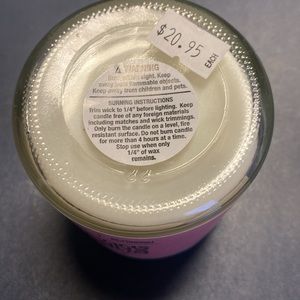 $20.95
EACH
WARNING
Burn within sight. Keep
away from flammable objects.
Keep away from children and pets.
BURNING INSTRUCTIONS
Trim wick to 1/4" before lighting. Keep
candle free of any foreign materials
including matches and wick trimmings.
Only burn the candle on a level, fire
resistant surface. Do not burn candle
for more than 4 hours at a time.
Stop use when only
1/4" of wax
remains.